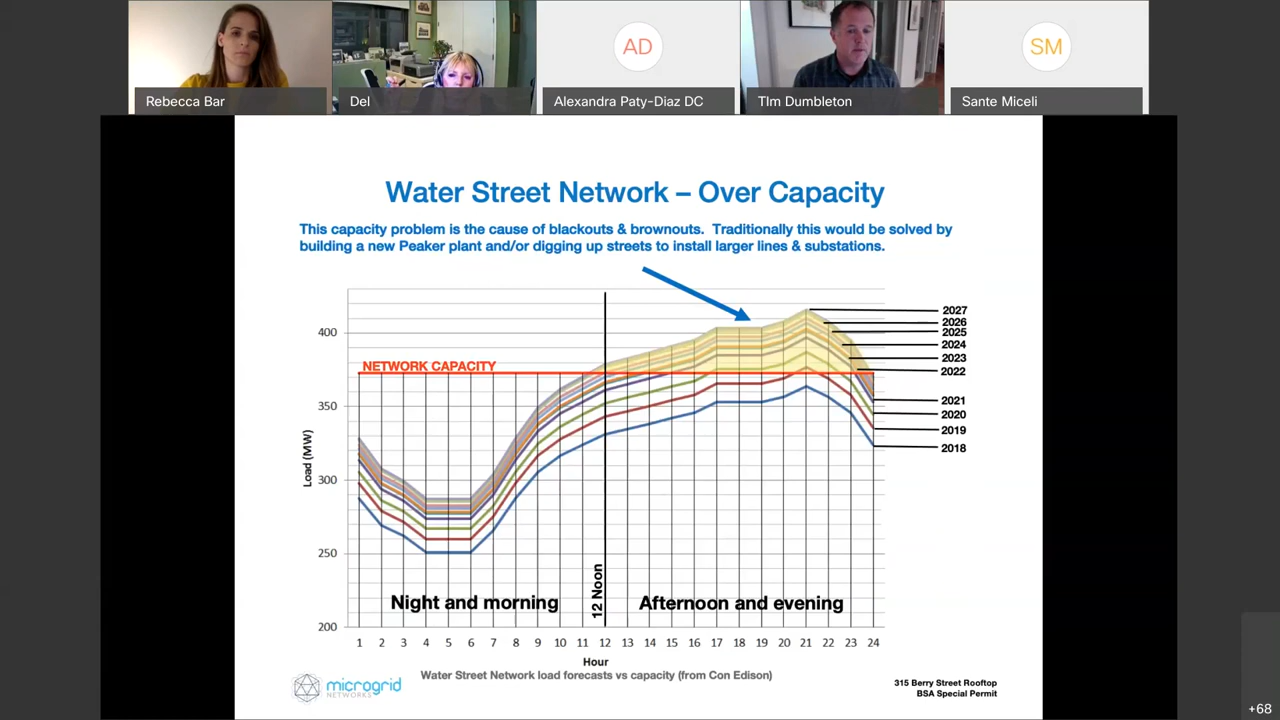 Rebecca Bar
Del
AD
Alexandra Paty-Diaz DC
TIm Dumbleton
SM
Sante Miceli
Water Street Network – Over Capacity
This capacity problem is the cause of blackouts & brownouts. Traditionally this would be solved by
building a new Peaker plant and/or digging up streets to install larger lines & substations.
NETWORK CAPACITY
Load (MW)
400
350
300
250
200
2027
2026
2025
2024
2023
2022
2021
2020
2019
2018
Night and morning
12 Noon
Afternoon and evening
1 2 3 4 5 6 7 8 9 10 11 12 13 14 15 16 17 18 19 20 21 22 23 24
Hour
Water Street Network load forecasts vs capacity (from Con Edison)
microgrid
NETWORKS
315 Berry Street Rooftop
BSA Special Permit
+68